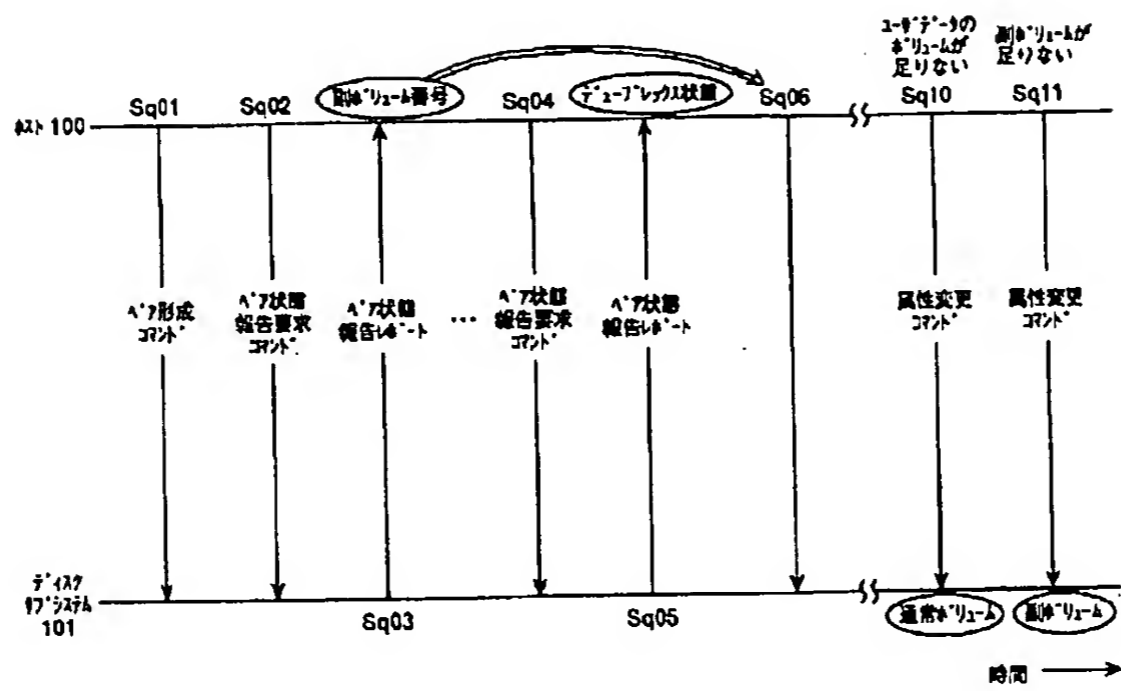 ユーザデータの
ボリュームが
足りない
副ボリュームが
足りない
Sq01
Sq02
副ボリューム番号
Sq04
デュープレックス状態
Sq06
Sq10
Sq11
ホスト 100
ペア形成
コマンド
ペア状態
報告要求
コマンド
ペア状態
報告レポート
…
ペア状態
報告要求
コマンド
ペア状態
報告レポート
属性変更
コマンド
属性変更
コマンド
ディスク
サブシステム
101
Sq03
Sq05
通常ボリューム
副ボリューム
時間